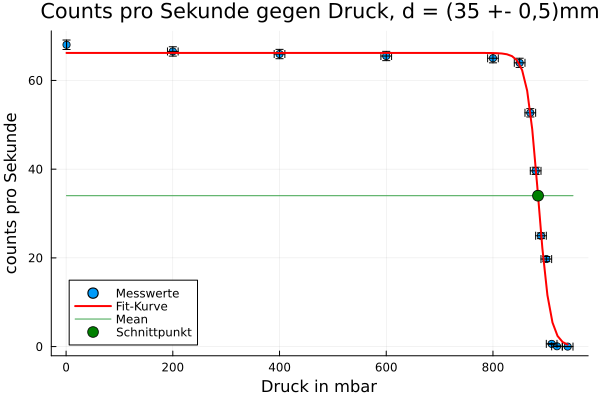 Counts pro Sekunde gegen Druck, d = (35 +- 0,5)mm
counts pro Sekunde
60
40
20
0
Messwerte
Fit-Kurve
Mean
Schnittpunkt
0
200
400
600
800
Druck in mbar